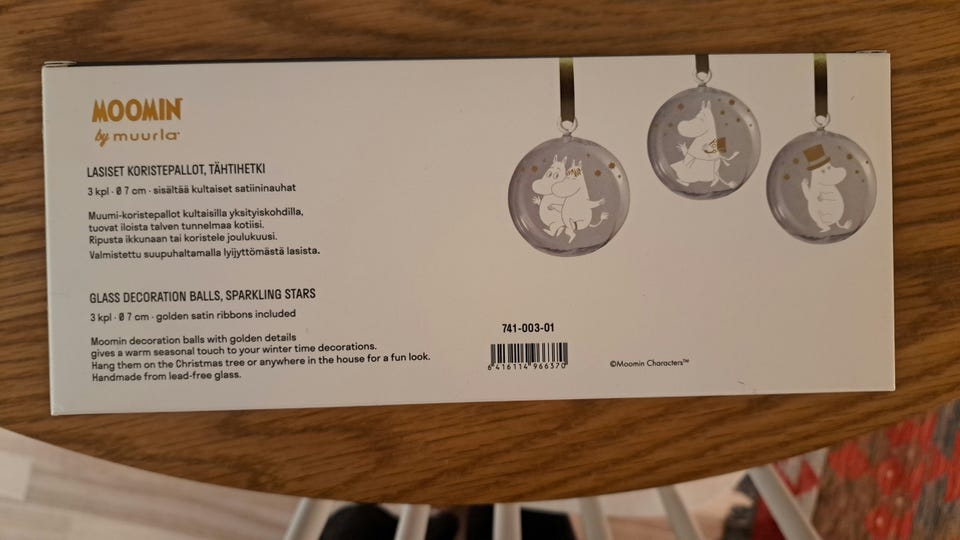 MOOMIN
by muurla
LASISET KORISTEPALLOT, TÄHTIHETKI
3 kpl · Ø 7 cm · sisältää kultaiset satiininauhat
Muumi-koristepallot kultaisilla yksityiskohdilla,
tuovat iloista talven tunnelmaa kotiisi.
Ripusta ikkunaan tai koristele joulukuusi.
Valmistettu suupuhaltamalla lyijyttömästä lasista.
GLASS DECORATION BALLS, SPARKLING STARS
3 kpl · Ø 7 cm · golden satin ribbons included
Moomin decoration balls with golden details
gives a warm seasonal touch to your winter time decorations.
Hang them on the Christmas tree or anywhere in the house for a fun look.
Handmade from lead-free glass.
741-003-01
6 416114 966370
©Moomin Characters™